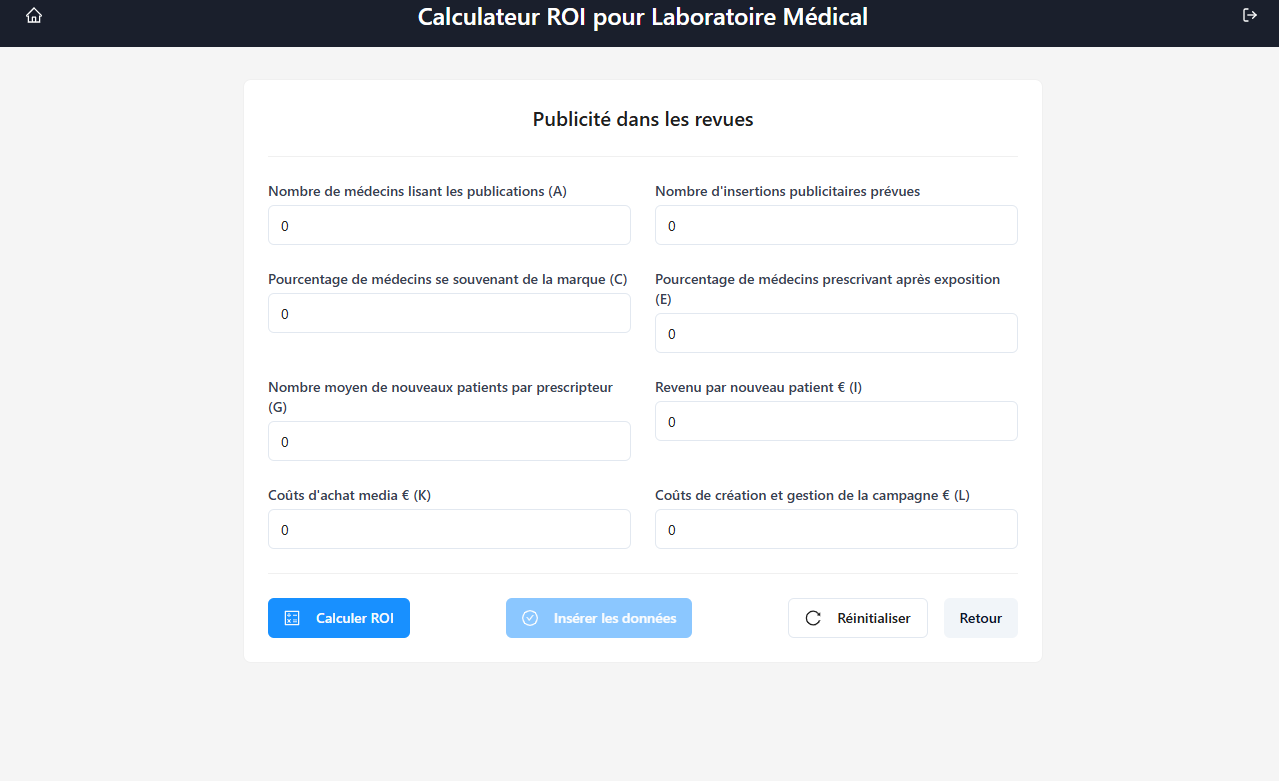 Calculateur ROI pour Laboratoire Médical
Publicité dans les revues
Nombre de médecins lisant les publications (A)
0
Nombre d'insertions publicitaires prévues
0
Pourcentage de médecins se souvenant de la marque (C)
0
Pourcentage de médecins prescrivant après exposition
(E)
0
Nombre moyen de nouveaux patients par prescripteur
(G)
0
Revenu par nouveau patient € (I)
0
Coûts d'achat media € (K)
0
Coûts de création et gestion de la campagne € (L)
0
Calculer ROI
Insérer les données
Réinitialiser
Retour